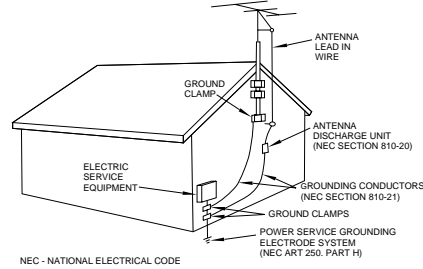 ANTENNA
LEAD IN
WIRE
GROUND
CLAMP
ANTENNA
DISCHARGE UNIT
(NEC SECTION 810-20)
ELECTRIC
SERVICE
EQUIPMENT
GROUNDING CONDUCTORS
(NEC SECTION 810-21)
GROUND CLAMPS
POWER SERVICE GROUNDING
ELECTRODE SYSTEM
(NEC ART 250. PART H)
NEC - NATIONAL ELECTRICAL CODE